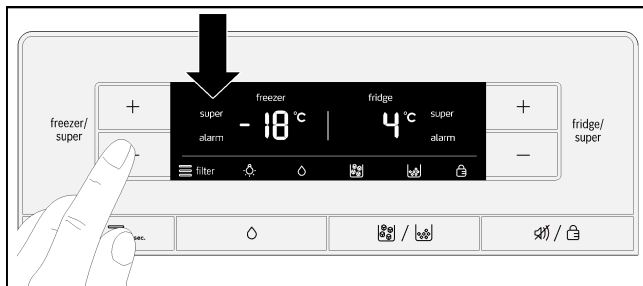 freezer/
super
+
super
alarm
freezer
-18 °C
fridge
4 °C
super
alarm
+
—
fridge/
super
filter
sec.
/
/